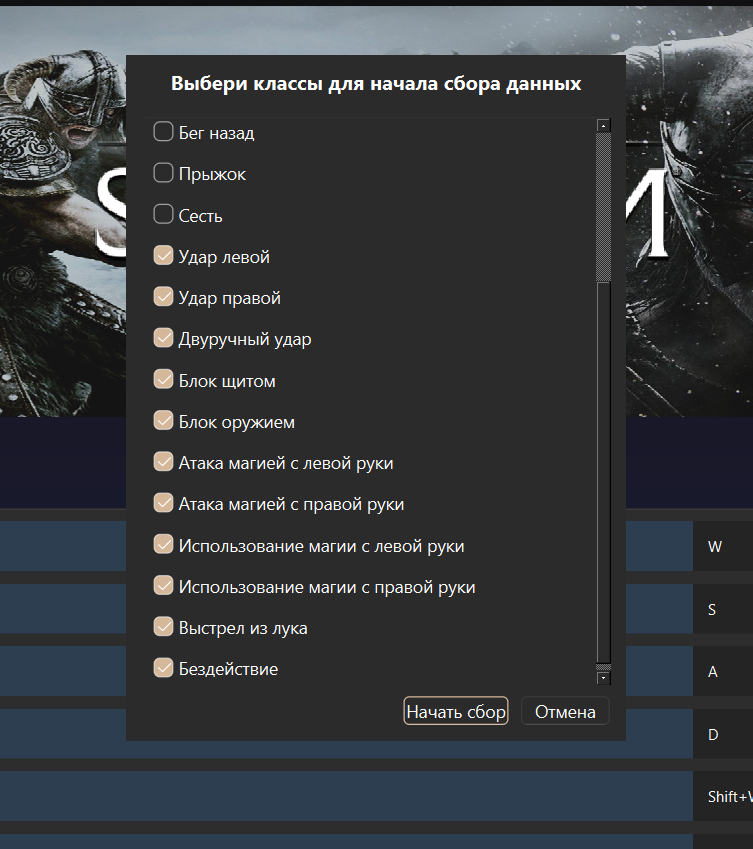 Выбери классы для начала сбора данных
Бег назад
Прыжок
Сесть
Удар левой
Удар правой
Двуручный удар
Блок щитом
Блок оружием
Атака магией с левой руки
Атака магией с правой руки
Использование магии с левой руки
Использование магии с правой руки
Выстрел из лука
Бездействие
Начать сбор Отмена
W
S
A
D